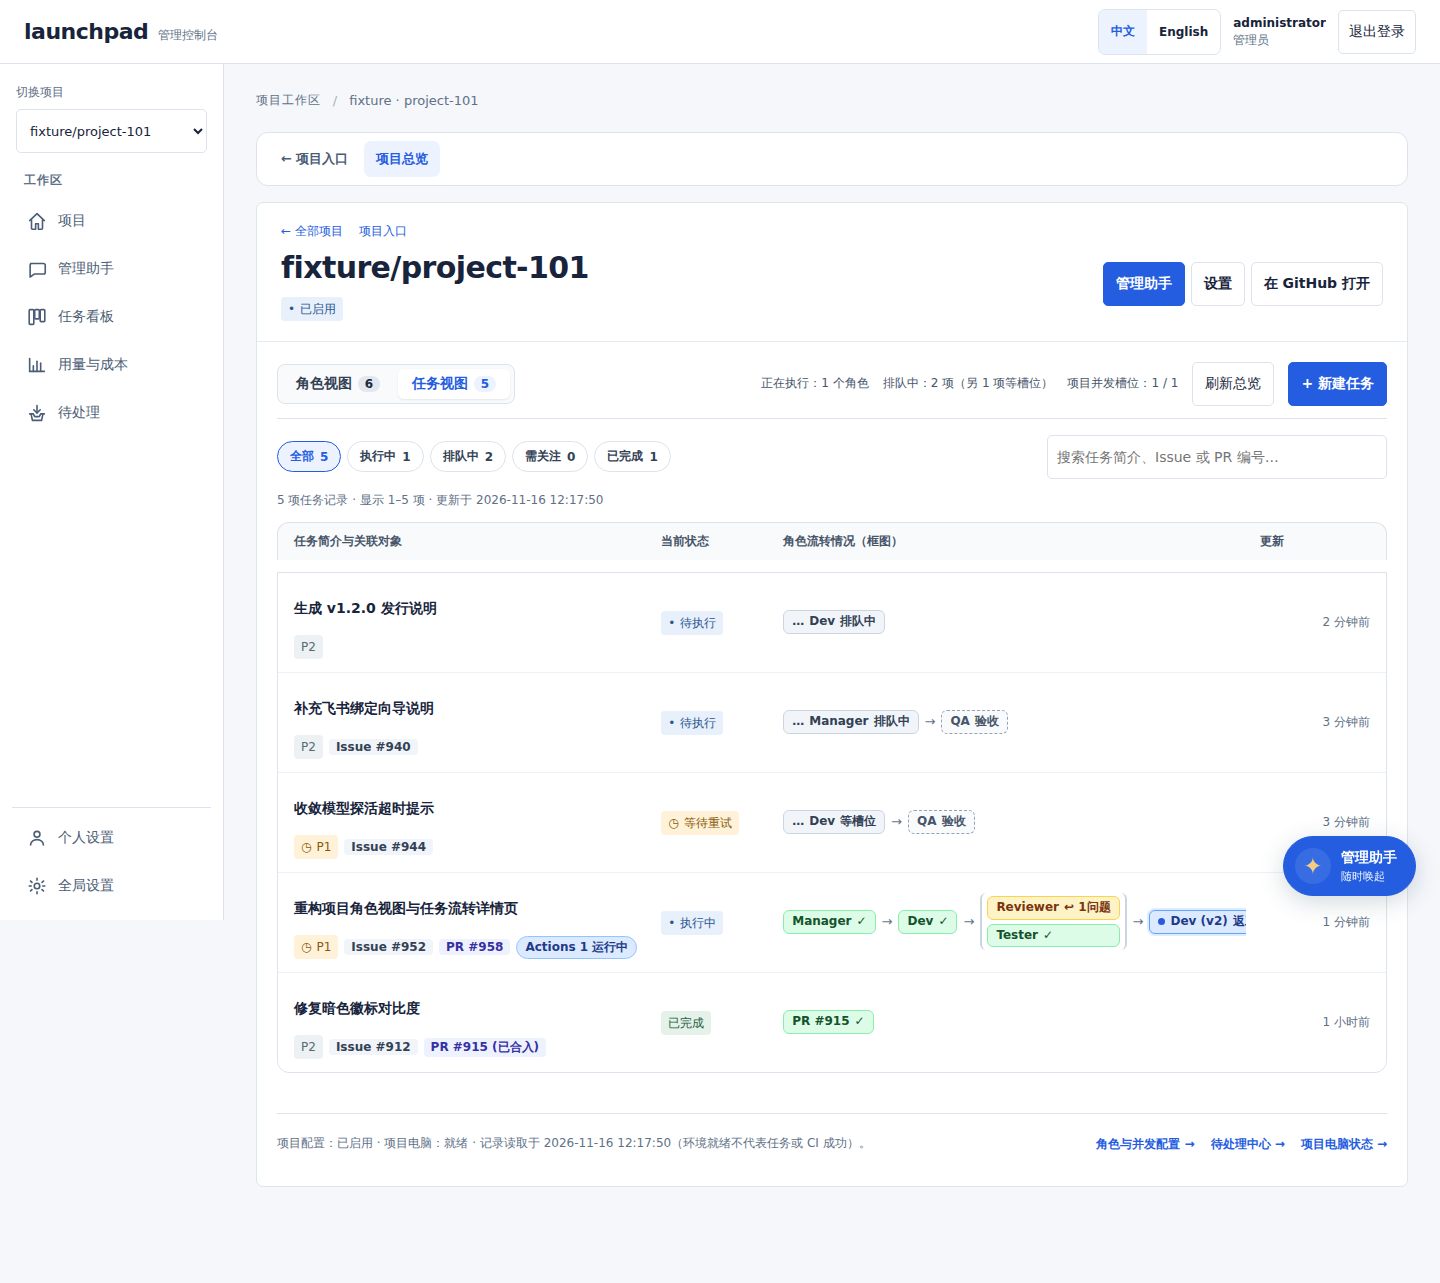 launchpad 管理控制台
中文 English administrator 管理员 退出登录
切换项目
fixture/project-101
工作区
项目
管理助手
任务看板
用量与成本
待处理
个人设置
全局设置
项目工作区 / fixture · project-101
← 项目入口 项目总览
← 全部项目 项目入口
fixture/project-101
• 已启用
管理助手 设置 在 GitHub 打开
角色视图 6 任务视图 5
正在执行：1 个角色 排队中：2 项（另 1 项等槽位） 项目并发槽位：1 / 1 刷新总览 + 新建任务
全部 5 执行中 1 排队中 2 需关注 0 已完成 1
搜索任务简介、Issue 或 PR 编号…
5 项任务记录 · 显示 1–5 项 · 更新于 2026-11-16 12:17:50
任务简介与关联对象 当前状态 角色流转情况（框图） 更新
生成 v1.2.0 发行说明
P2
• 待执行
… Dev 排队中
2 分钟前
补充飞书绑定向导说明
P2 Issue #940
• 待执行
… Manager 排队中 → QA 验收
3 分钟前
收敛模型探活超时提示
◷ P1 Issue #944
◷ 等待重试
… Dev 等槽位 → QA 验收
3 分钟前
重构项目角色视图与任务流转详情页
◷ P1 Issue #952 PR #958 Actions 1 运行中
• 执行中
Manager ✓ → Dev ✓ → Reviewer ↩ 1问题
Tester ✓
→ ● Dev (v2) 返
1 分钟前
修复暗色徽标对比度
P2 Issue #912 PR #915 (已合入)
已完成
PR #915 ✓
1 小时前
管理助手
随时唤起
项目配置：已启用 · 项目电脑：就绪 · 记录读取于 2026-11-16 12:17:50（环境就绪不代表任务或 CI 成功）。
角色与并发配置 → 待处理中心 → 项目电脑状态 →